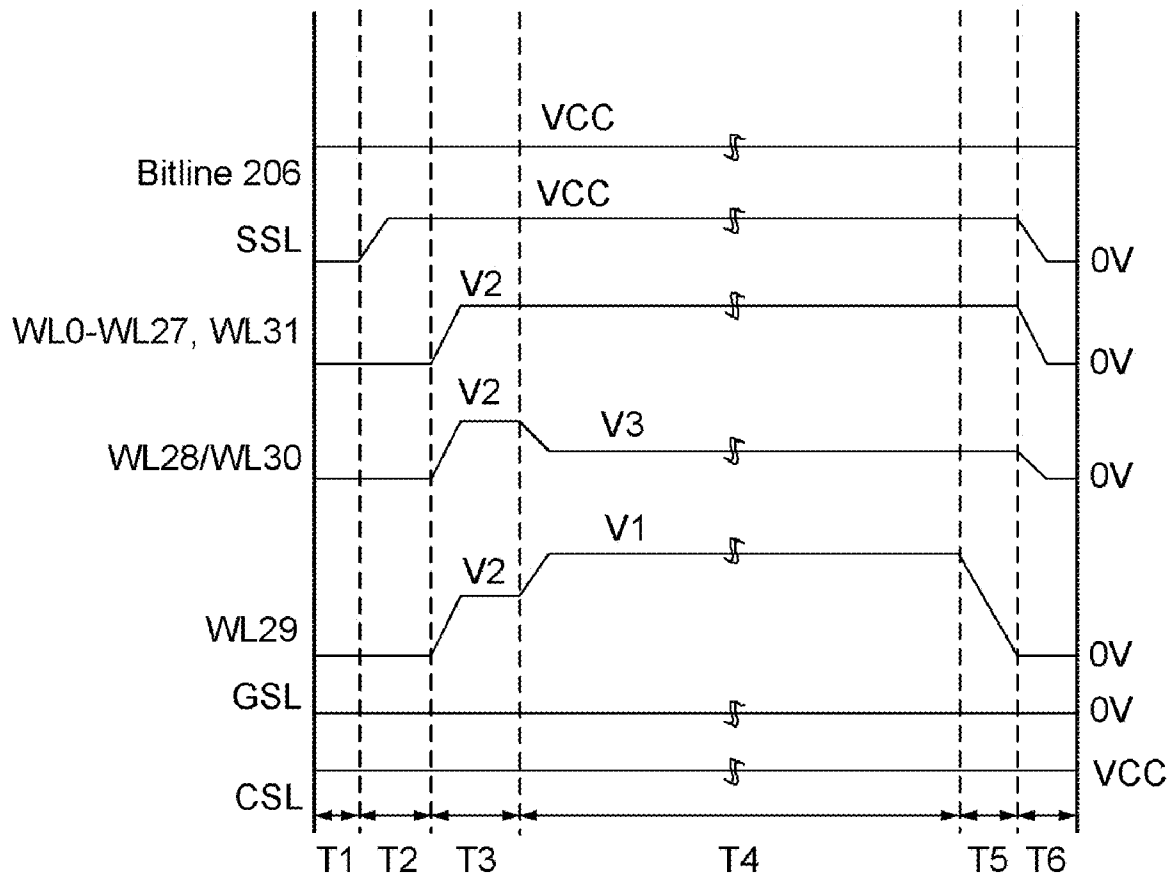 VCC
Bitline 206
VCC
SSL
0V
V2
WL0-WL27, WL31
0V
V2
V3
WL28/WL30
0V
V1
V2
WL29
0V
GSL
0V
VCC
CSL
T1 T2 T3 T4 T5 T6